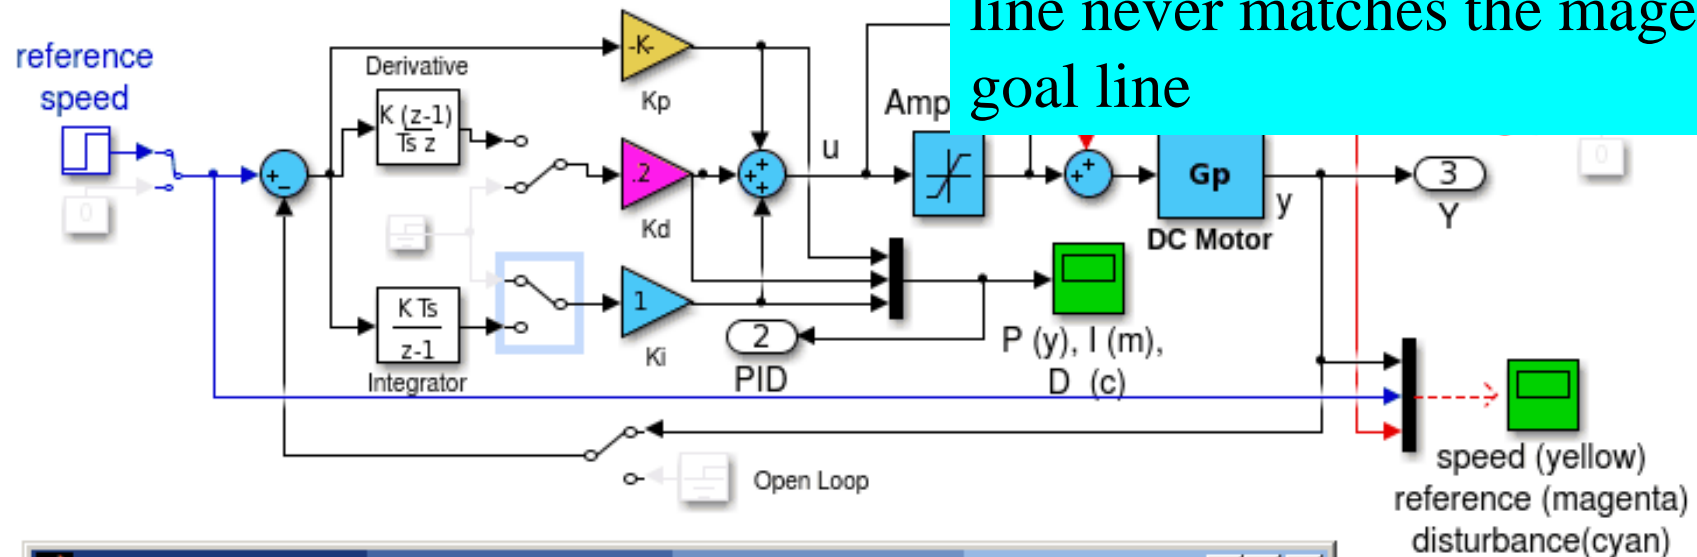 line never matches the mage
goal line
reference
speed
Derivative
K (z-1)
Ts z
-K-
Kp
Amp
0
.2
Kd
u
Gp
DC Motor
y
3
Y
0
K Ts
z-1
Integrator
1
Ki
2
PID
P (y), I (m),
D (c)
Open Loop
speed (yellow)
reference (magenta)
disturbance(cyan)